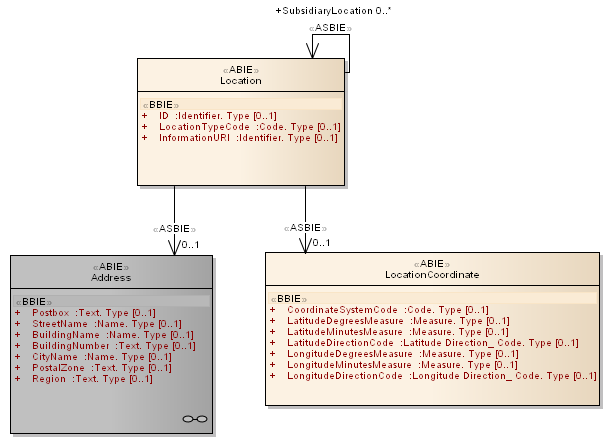 +SubsidiaryLocation 0..*
«ASBIE»
«ABIE»
Location
«BBIE»
+ ID :Identifier. Type [0..1]
+ LocationTypeCode :Code. Type [0..1]
+ InformationURI :Identifier. Type [0..1]
«ASBIE»
0..1
«ASBIE»
0..1
«ABIE»
Address
«BBIE»
+ Postbox :Text. Type [0..1]
+ StreetName :Name. Type [0..1]
+ BuildingName :Name. Type [0..1]
+ BuildingNumber :Text. Type [0..1]
+ CityName :Name. Type [0..1]
+ PostalZone :Text. Type [0..1]
+ Region :Text. Type [0..1]
«ABIE»
LocationCoordinate
«BBIE»
+ CoordinateSystemCode :Code. Type [0..1]
+ LatitudeDegreesMeasure :Measure. Type [0..1]
+ LatitudeMinutesMeasure :Measure. Type [0..1]
+ LatitudeDirectionCode :Latitude Direction_ Code. Type [0..1]
+ LongitudeDegreesMeasure :Measure. Type [0..1]
+ LongitudeMinutesMeasure :Measure. Type [0..1]
+ LongitudeDirectionCode :Longitude Direction_ Code. Type [0..1]